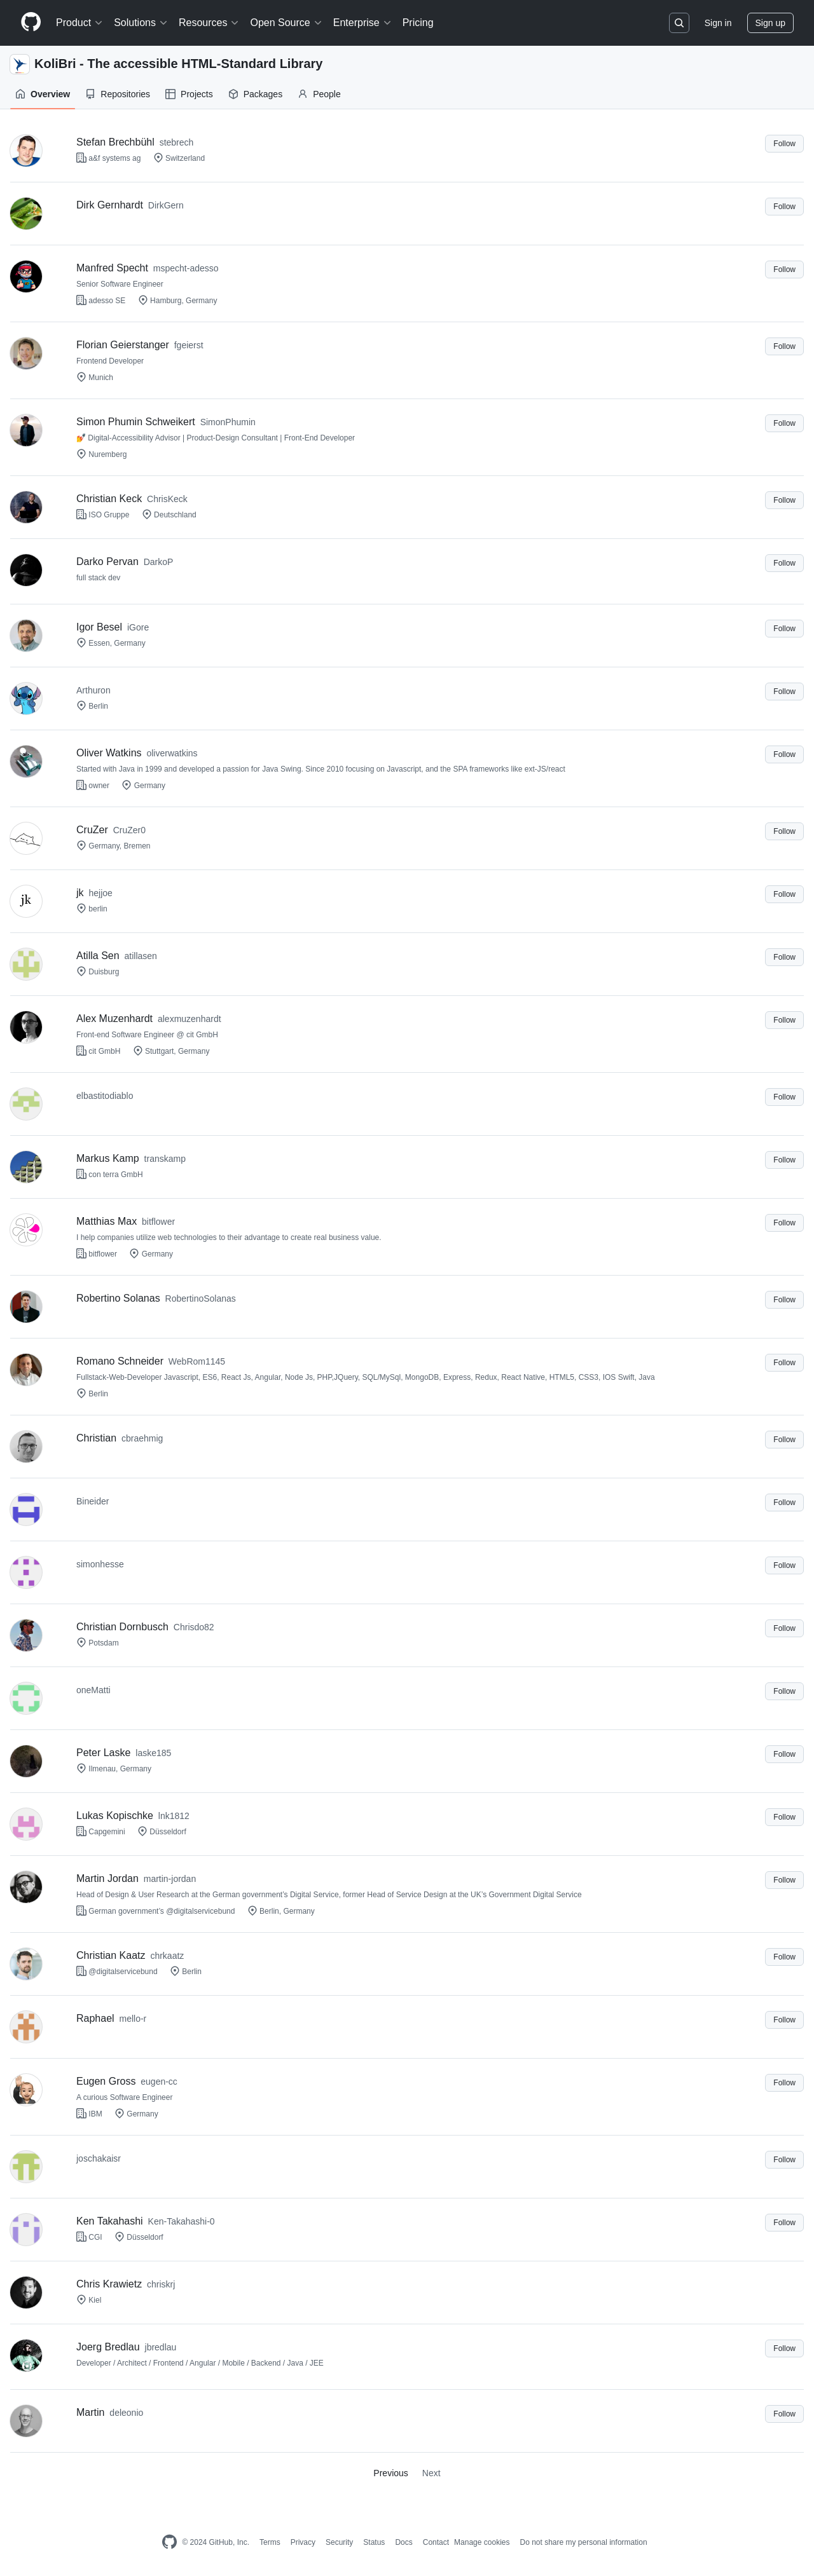 Product Solutions Resources Open Source Enterprise Pricing Sign in Sign up
KoliBri - The accessible HTML-Standard Library
Overview Repositories Projects Packages People
Stefan Brechbühl stebrech Follow
a&f systems ag Switzerland
Dirk Gernhardt DirkGern Follow
Manfred Specht mspecht-adesso Follow
Senior Software Engineer
adesso SE Hamburg, Germany
Florian Geierstanger fgeierst Follow
Frontend Developer
Munich
Simon Phumin Schweikert SimonPhumin Follow
Digital-Accessibility Advisor | Product-Design Consultant | Front-End Developer
Nuremberg
Christian Keck ChrisKeck Follow
ISO Gruppe Deutschland
Darko Pervan DarkoP Follow
full stack dev
Igor Besel iGore Follow
Essen, Germany
Arthuron Follow
Berlin
Oliver Watkins oliverwatkins Follow
Started with Java in 1999 and developed a passion for Java Swing. Since 2010 focusing on Javascript, and the SPA frameworks like ext-JS/react
owner Germany
CruZer CruZer0 Follow
Germany, Bremen
jk jk hejjoe Follow
berlin
Atilla Sen atillasen Follow
Duisburg
Alex Muzenhardt alexmuzenhardt Follow
Front-end Software Engineer @ cit GmbH
cit GmbH Stuttgart, Germany
elbastitodiablo Follow
Markus Kamp transkamp Follow
con terra GmbH
Matthias Max bitflower Follow
I help companies utilize web technologies to their advantage to create real business value.
bitflower Germany
Robertino Solanas RobertinoSolanas Follow
Romano Schneider WebRom1145 Follow
Fullstack-Web-Developer Javascript, ES6, React Js, Angular, Node Js, PHP,JQuery, SQL/MySql, MongoDB, Express, Redux, React Native, HTML5, CSS3, IOS Swift, Java
Berlin
Christian cbraehmig Follow
Bineider Follow
simonhesse Follow
Christian Dornbusch Chrisdo82 Follow
Potsdam
oneMatti Follow
Peter Laske laske185 Follow
Ilmenau, Germany
Lukas Kopischke lnk1812 Follow
Capgemini Düsseldorf
Martin Jordan martin-jordan Follow
Head of Design & User Research at the German government's Digital Service, former Head of Service Design at the UK's Government Digital Service
German government's @digitalservicebund Berlin, Germany
Christian Kaatz chrkaatz Follow
@digitalservicebund Berlin
Raphael mello-r Follow
Eugen Gross eugen-cc Follow
A curious Software Engineer
IBM Germany
joschakaisr Follow
Ken Takahashi Ken-Takahashi-0 Follow
CGI Düsseldorf
Chris Krawietz chriskrj Follow
Kiel
Joerg Bredlau jbredlau Follow
Developer / Architect / Frontend / Angular / Mobile / Backend / Java / JEE
Martin deleonio Follow
Previous Next
© 2024 GitHub, Inc. Terms Privacy Security Status Docs Contact Manage cookies Do not share my personal information